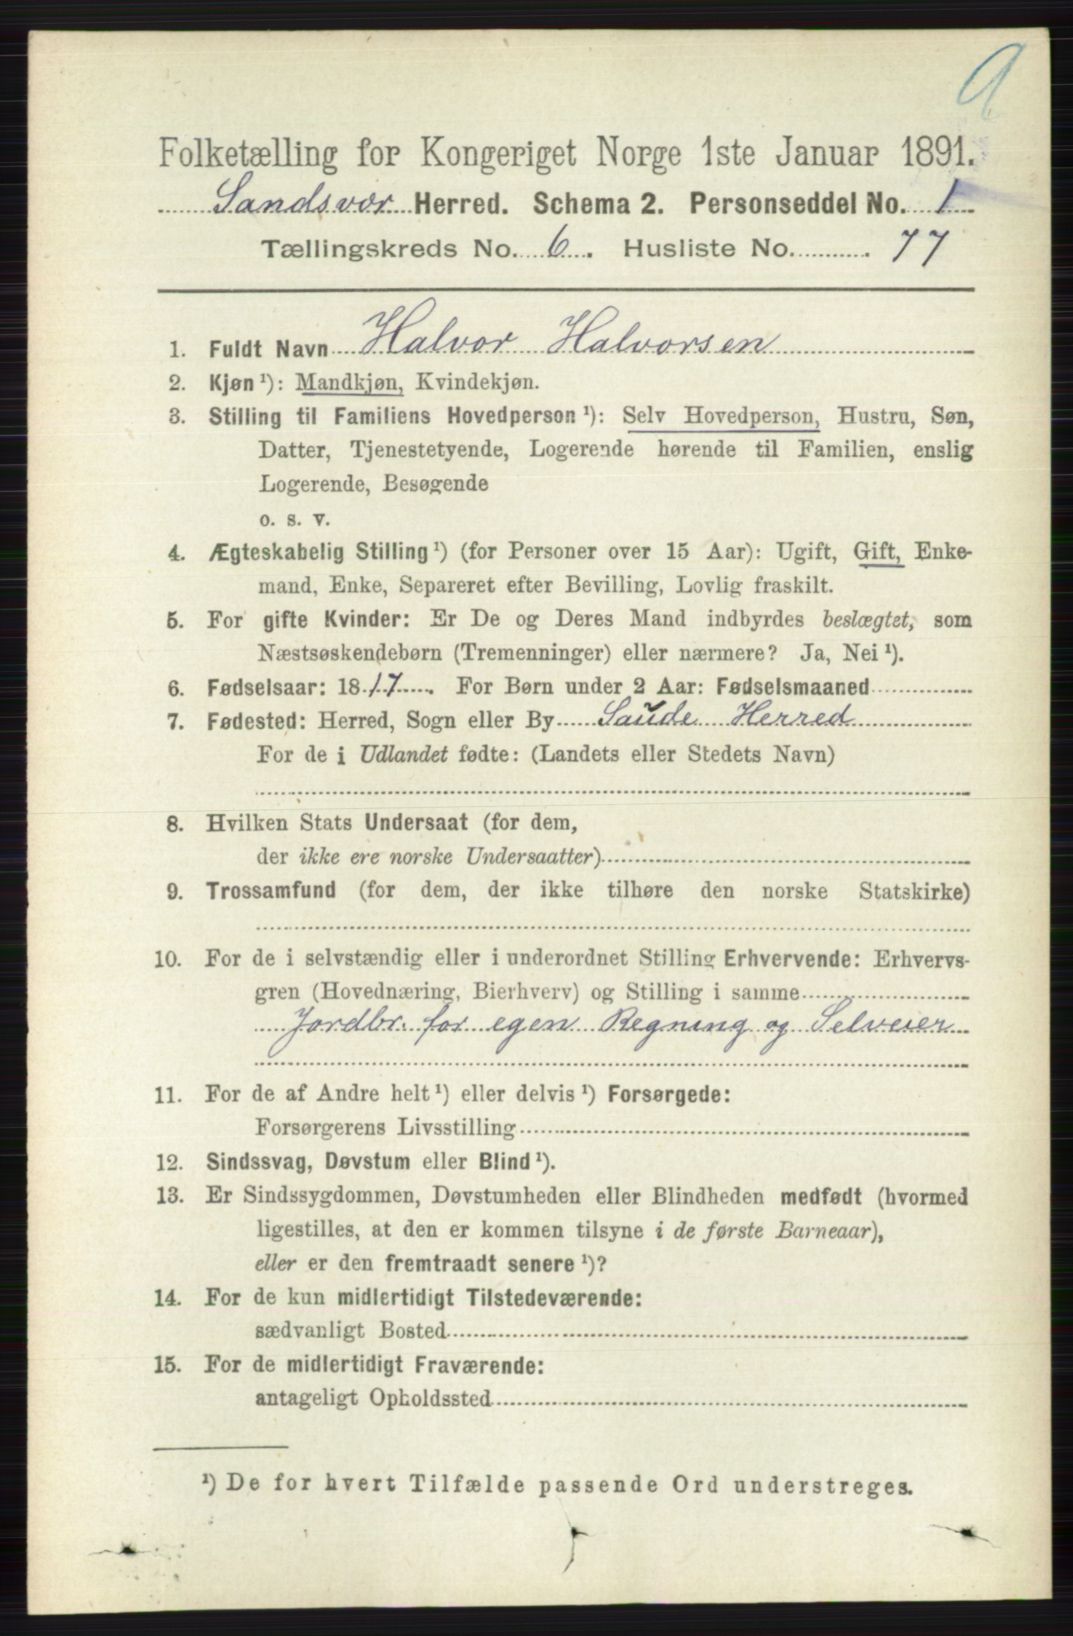 9
Folketælling for Kongeriget Norge 1ste Januar 1891.
Sandsvær Herred. Schema 2. Personseddel No. 1
Tællingskreds No. 6. Husliste No. 77
1. Fuldt Navn Halvor Halvorsen
2. Kjøn ¹): Mandkjøn, Kvindekjøn.
3. Stilling til Familiens Hovedperson ¹): Selv Hovedperson, Hustru, Søn,
Datter, Tjenestetyende, Logerende hørende til Familien, enslig
Logerende, Besøgende
o. s. v.
4. Ægteskabelig Stilling ¹) (for Personer over 15 Aar): Ugift, Gift, Enke-
mand, Enke, Separeret efter Bevilling, Lovlig fraskilt.
5. For gifte Kvinder: Er De og Deres Mand indbyrdes beslægtet, som
Næstsøskendebørn (Tremenninger) eller nærmere? Ja, Nei ¹).
6. Fødselsaar: 1817. For Børn under 2 Aar: Fødselsmaaned
7. Fødested: Herred, Sogn eller By Saude Herred
For de i Udlandet fødte: (Landets eller Stedets Navn)
8. Hvilken Stats Undersaat (for dem,
der ikke ere norske Undersaatter)
9. Trossamfund (for dem, der ikke tilhøre den norske Statskirke)
10. For de i selvstændig eller i underordnet Stilling Erhvervende: Erhvervs-
gren (Hovednæring, Bierhverv) og Stilling i samme
Jordbr. for egen Regning og Selveier
11. For de af Andre helt ¹) eller delvis ¹) Forsørgede:
Forsørgerens Livsstilling
12. Sindssvag, Døvstum eller Blind ¹).
13. Er Sindssygdommen, Døvstumheden eller Blindheden medfødt (hvormed
ligestilles, at den er kommen tilsyne i de første Barneaar),
eller er den fremtraadt senere ¹)?
14. For de kun midlertidigt Tilstedeværende:
sædvanligt Bosted
15. For de midlertidigt Fraværende:
antageligt Opholdssted
¹) De for hvert Tilfælde passende Ord understreges.